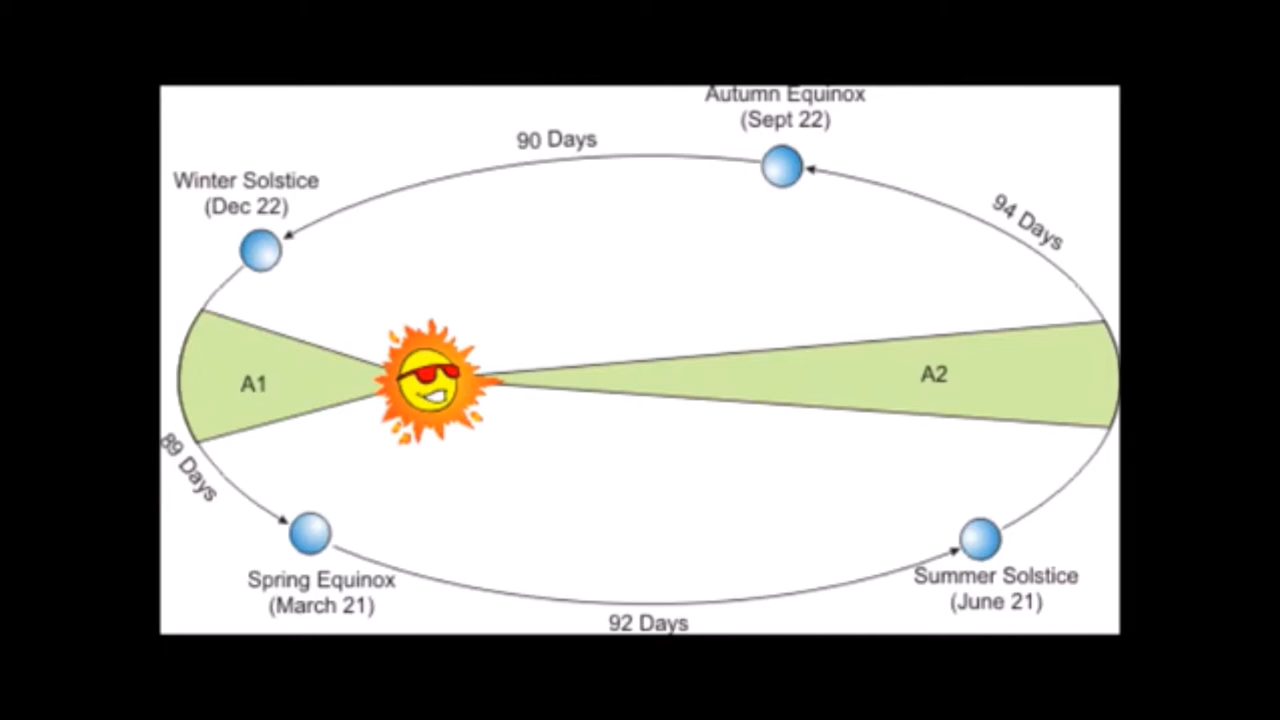 Autumn Equinox
(Sept 22)
90 Days
Winter Solstice
(Dec 22)
94 Days
A1
A2
89 Days
Spring Equinox
(March 21)
Summer Solstice
(June 21)
92 Days